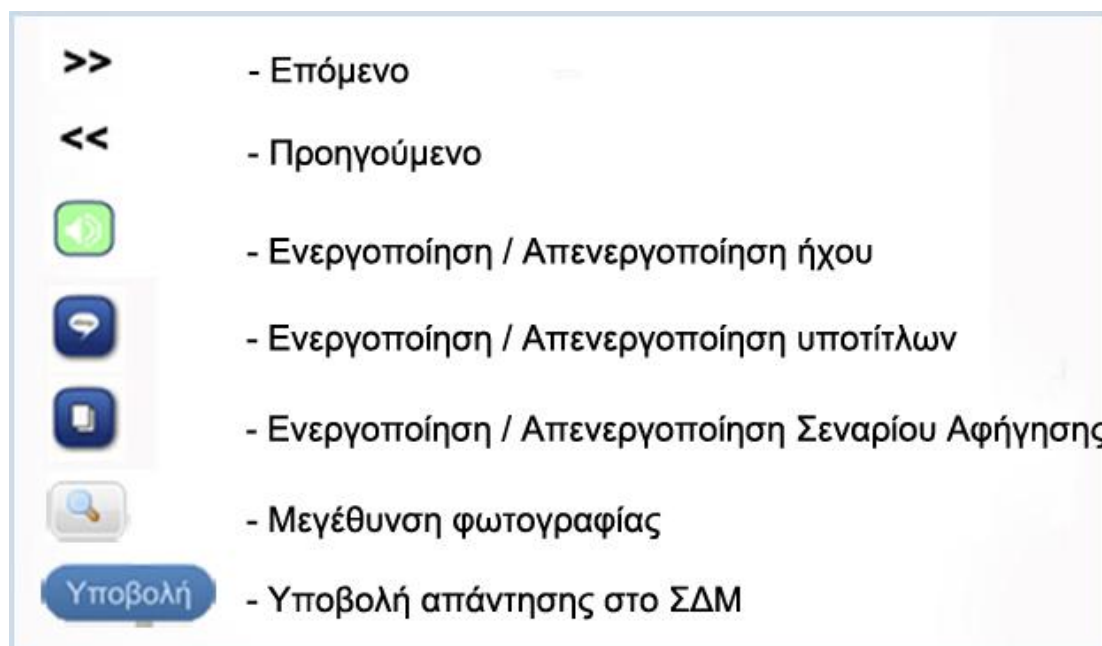 >> - Επόμενο
<< - Προηγούμενο
- Ενεργοποίηση / Απενεργοποίηση ήχου
- Ενεργοποίηση / Απενεργοποίηση υποτίτλων
- Ενεργοποίηση / Απενεργοποίηση Σεναρίου Αφήγησης
- Μεγέθυνση φωτογραφίας
Υποβολή - Υποβολή απάντησης στο ΣΔΜ